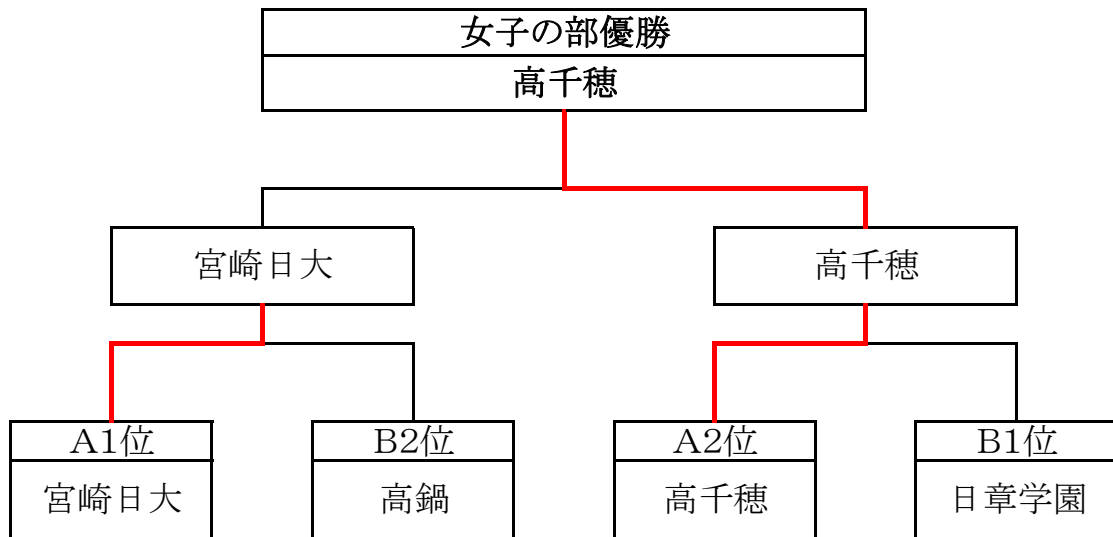 女子の部優勝
高千穂
宮崎日大
高千穂
A1位
B2位
A2位
B1位
宮崎日大
高鍋
高千穂
日章学園